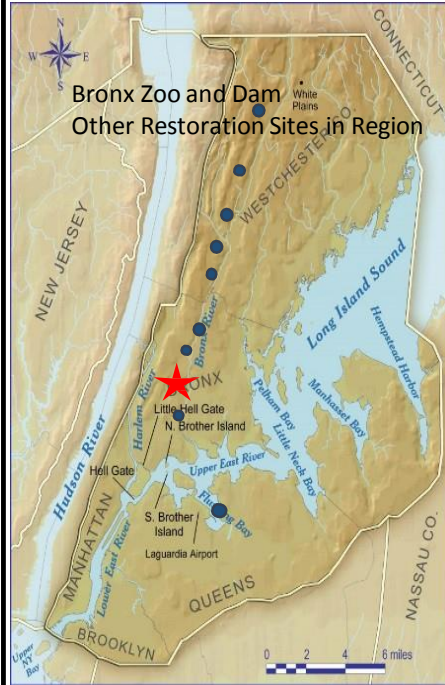 N
W
E
S
CONNECTICUT
White
Plains
Bronx Zoo and Dam
Other Restoration Sites in Region
WESTCHESTER CO.
NEW JERSEY
Long Island Sound
Hempstead Harbor
Bronx River
Harlem River
BRONX
Hudson River
Pelham Bay
Manhasset Bay
Little Hell Gate
N. Brother Island
Little Neck Bay
Hell Gate
Upper East River
MANHATTAN
S. Brother
Island
Flushing Bay
Lower East River
Laguardia Airport
QUEENS
NASSAU CO.
BROOKLYN
Upper
NY
Bay
0 2 4 6 miles